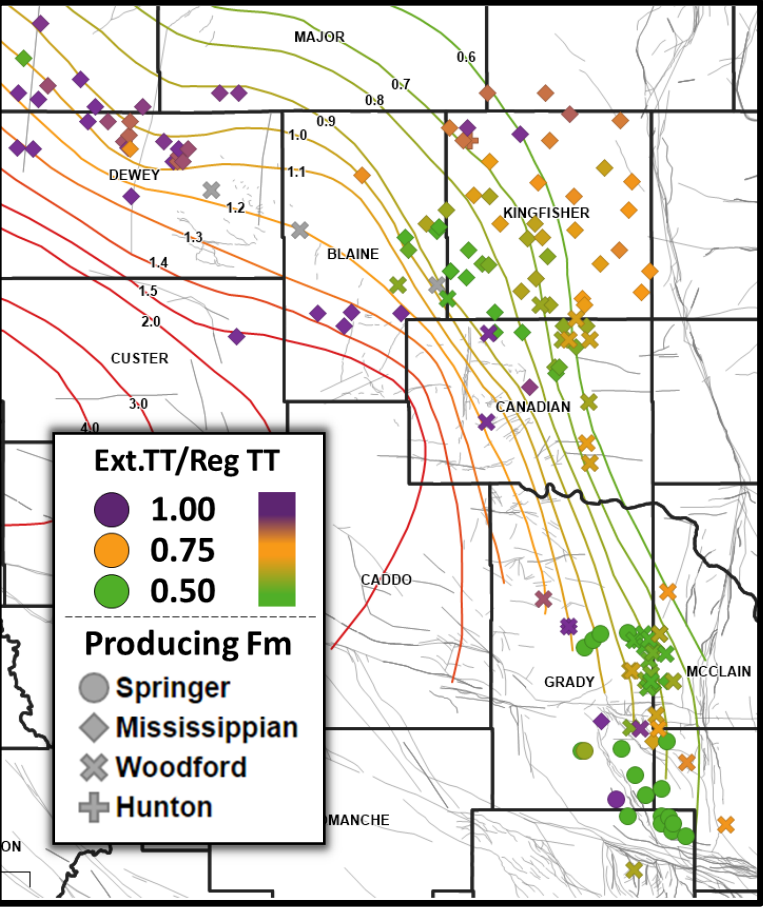 MAJOR
0.6
0.7
0.8
0.9
1.0
1.1
DEWEY
1.2
KINGFISHER
1.3
BLAINE
1.4
1.5
2.0
CUSTER
3.0
CANADIAN
4.0
Ext.TT/Reg TT
1.00
0.75
0.50
Producing Fm
Springer
Mississippian
Woodford
Hunton
CADDO
GRADY
MCCLAIN
OMANCHE
ON